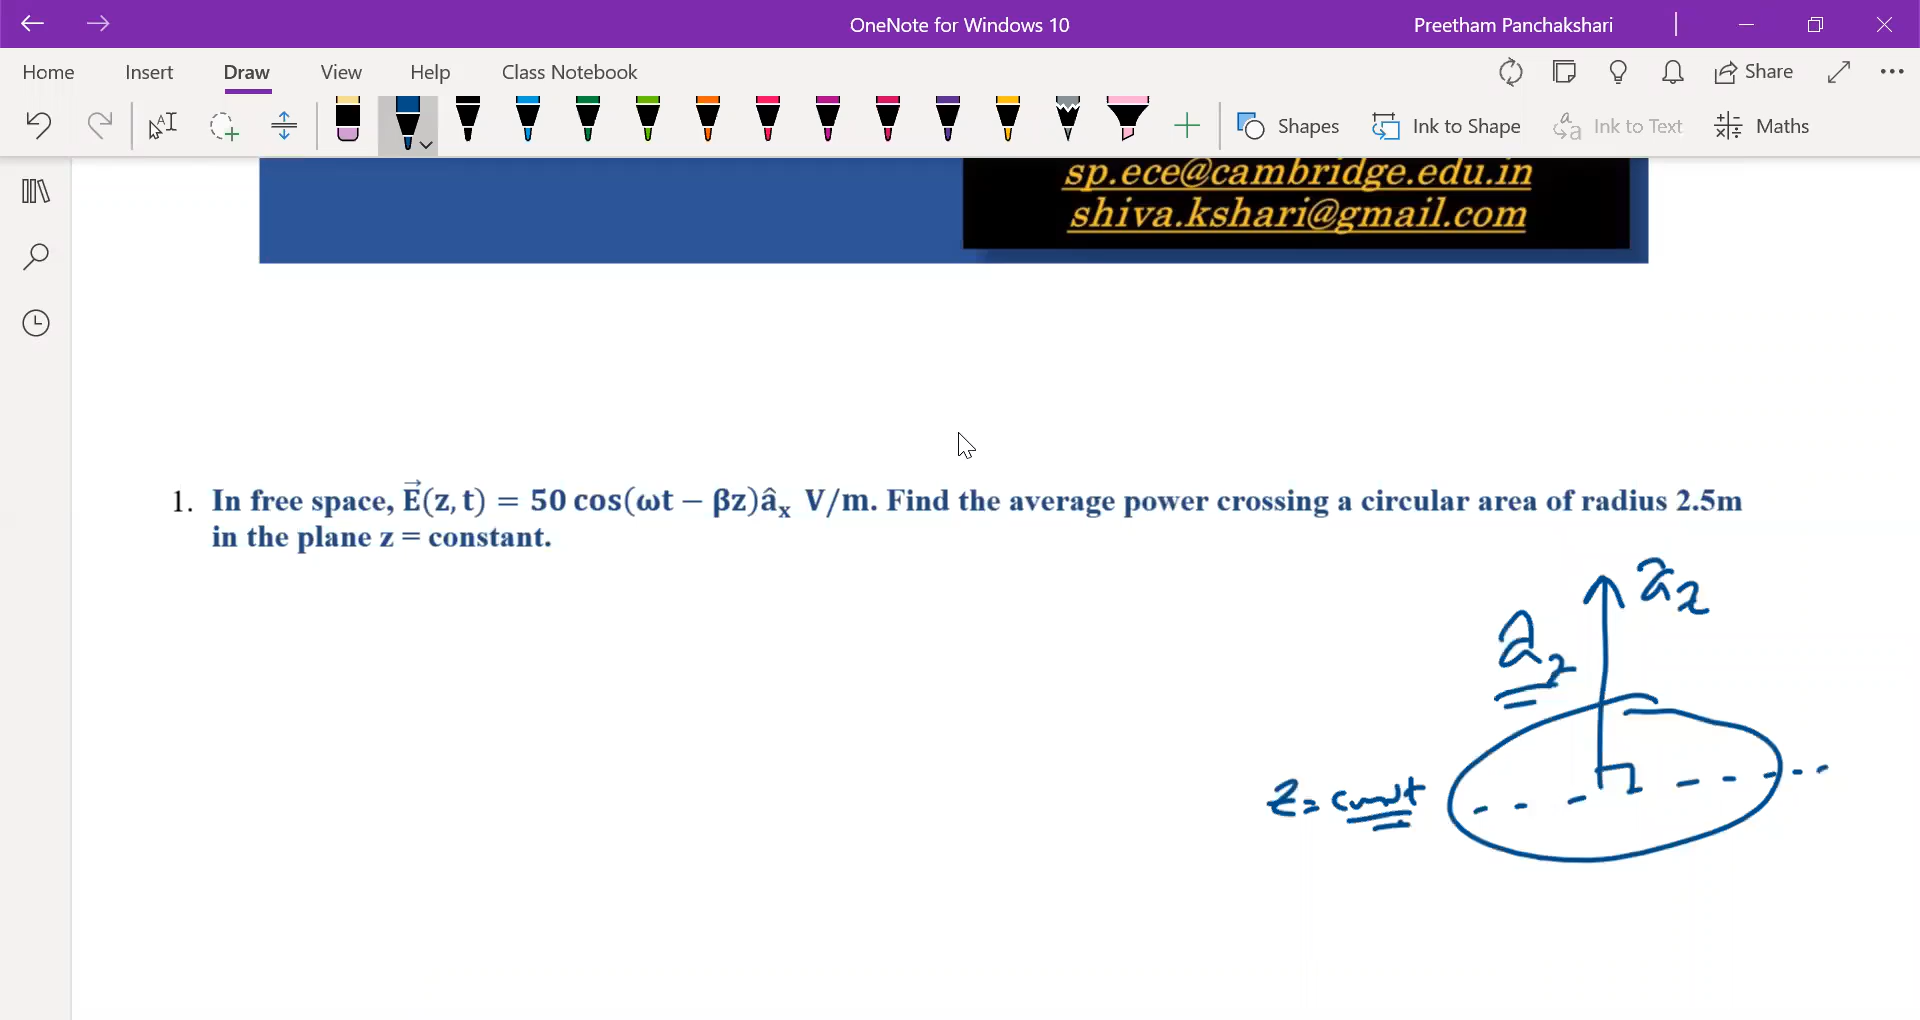 OneNote for Windows 10
Preetham Panchakshari
Home Insert Draw View Help Class Notebook
Share
Shapes Ink to Shape Ink to Text Maths
sp.ece@cambridge.edu.in
shiva.kshari@gmail.com
1. In free space, E⃗(z, t) = 50 cos(ωt − βz)âₓ V/m. Find the average power crossing a circular area of radius 2.5m
in the plane z = constant.
â_z
â_z
z = const